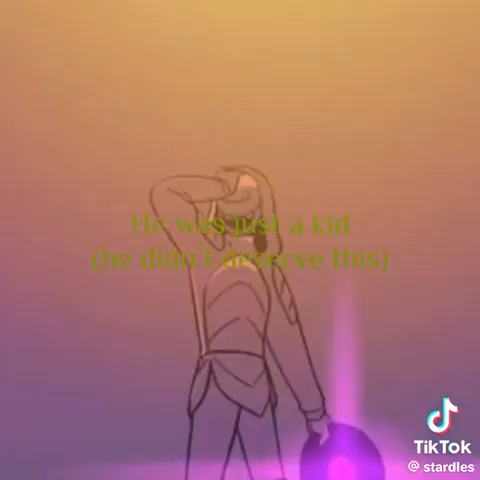 He was just a kid
(he didn't deserve this)
TikTok
@ stardles